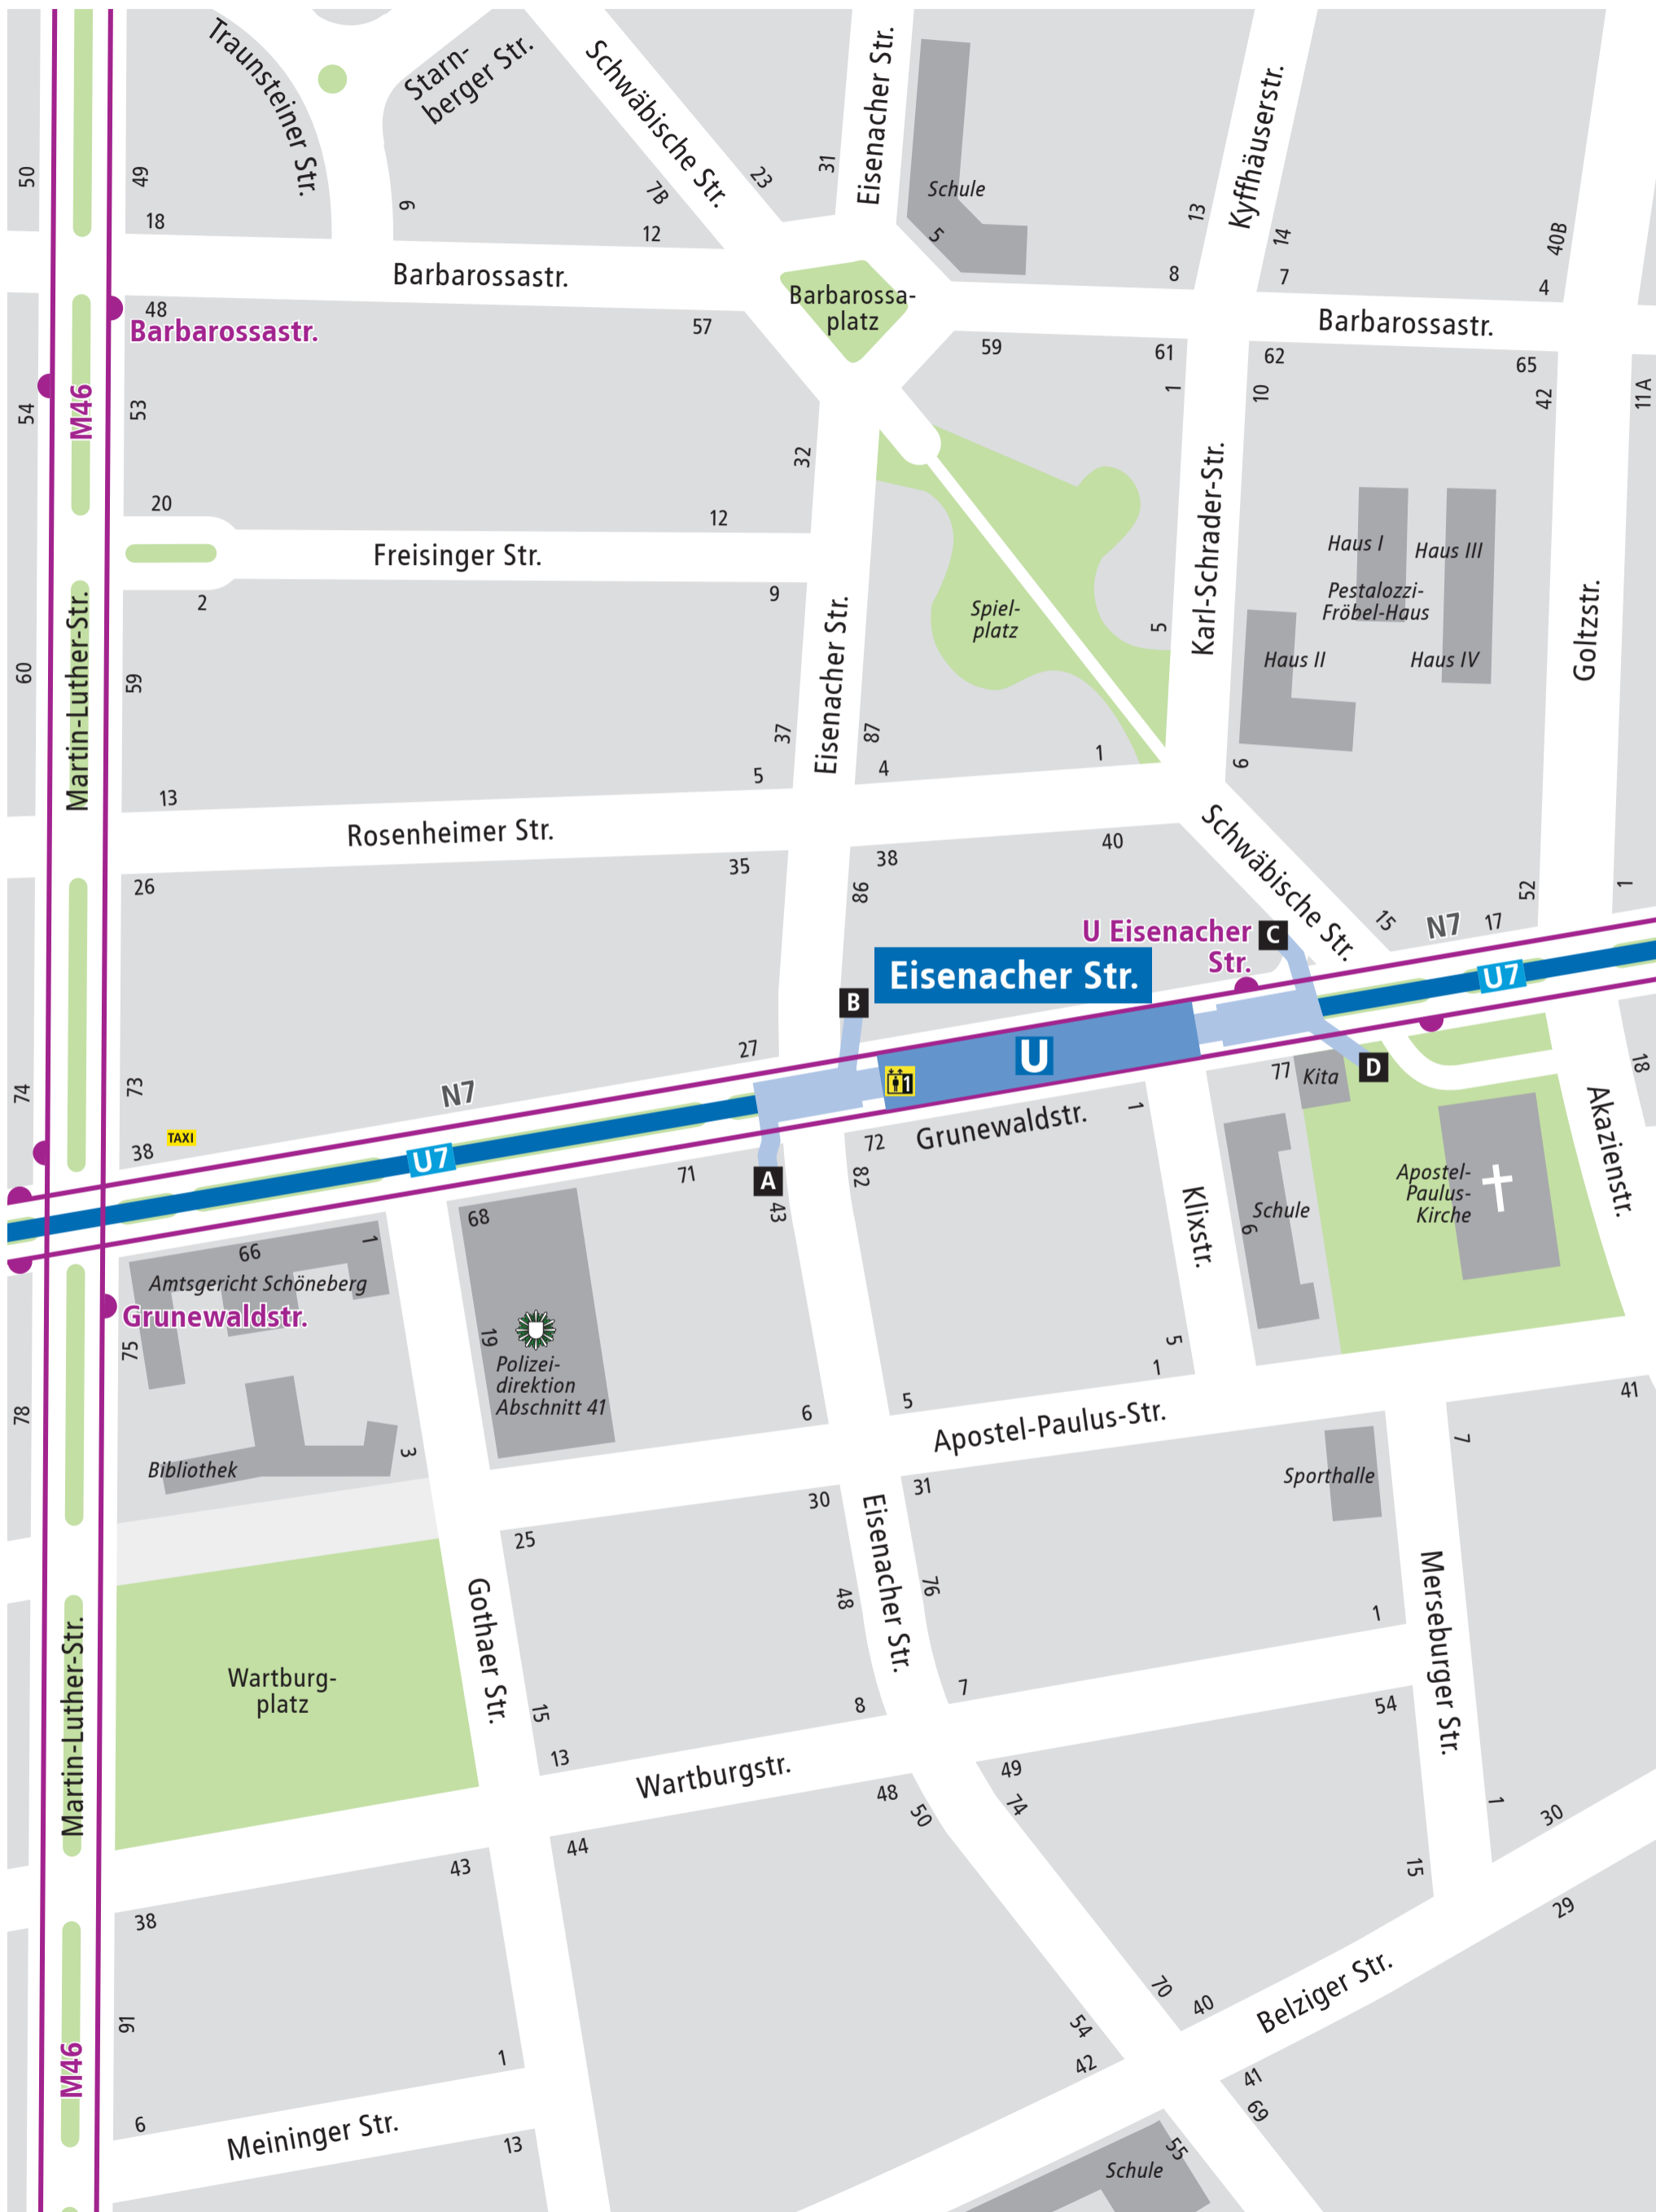 Traunsteiner Str.
Starn-
berger Str.
Schwäbische Str.
Eisenacher Str.
Kyffhäuserstr.
50
49
18
6
7B
12
23
31
Schule
5
13
14
8
7
40B
4
Barbarossastr.
Barbarossa-
platz
Barbarossastr.
48
Barbarossastr.
57
59
61
62
65
1
10
42
11A
M46
54
53
32
20
12
Freisinger Str.
2
9
Haus I
Haus III
Pestalozzi-
Fröbel-Haus
Haus II
Haus IV
Spiel-
platz
5
Karl-Schrader-Str.
Goltzstr.
Martin-Luther-Str.
60
59
Eisenacher Str.
37
87
5
4
1
6
13
Rosenheimer Str.
35
38
40
26
86
Schwäbische Str.
15
17
52
1
N7
U Eisenacher
Str.
C
Eisenacher Str.
B
U7
27
U
1
74
73
N7
38
TAXI
U7
77
Kita
D
18
Akazienstr.
Grunewaldstr.
72
71
82
A
43
1
Klixstr.
Schule
6
Apostel-
Paulus-
Kirche
68
66
1
Amtsgericht Schöneberg
Grunewaldstr.
75
19
Polizei-
direktion
Abschnitt 41
78
Bibliothek
3
6
5
5
1
Apostel-Paulus-Str.
41
7
Sporthalle
30
31
25
Gothaer Str.
Eisenacher Str.
48
76
1
Merseburger Str.
Martin-Luther-Str.
Wartburg-
platz
15
13
8
7
54
Wartburgstr.
49
48
50
74
1
30
44
43
15
38
29
91
M46
70
40
Belziger Str.
54
42
41
69
1
6
Meininger Str.
13
55
Schule